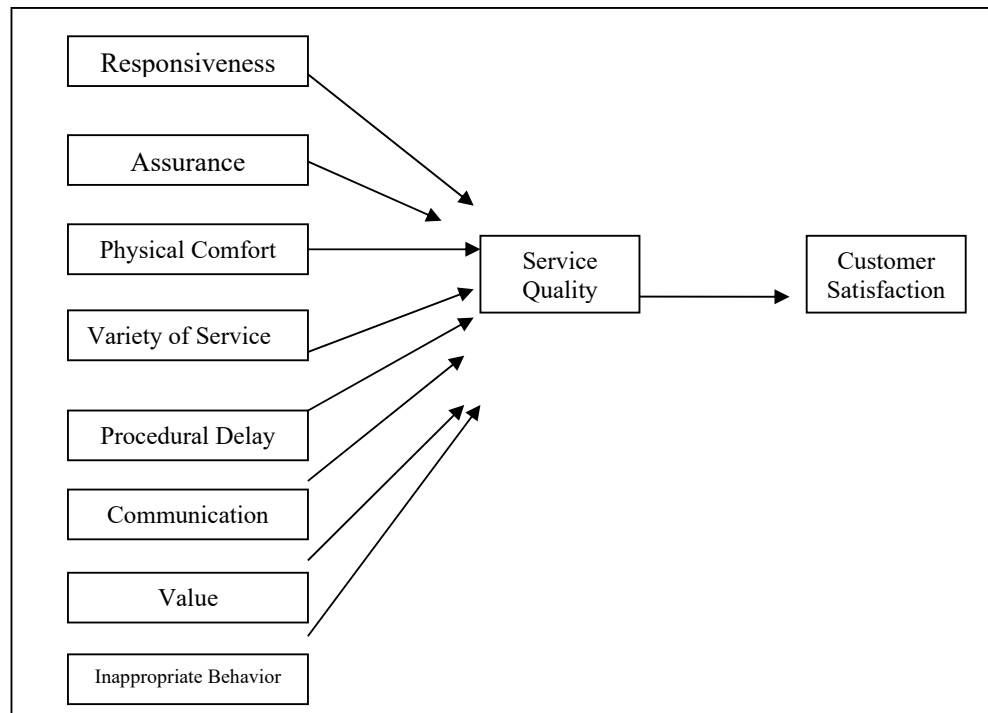 Responsiveness
Assurance
Physical Comfort
Variety of Service
Procedural Delay
Communication
Value
Inappropriate Behavior
Service
Quality
Customer
Satisfaction